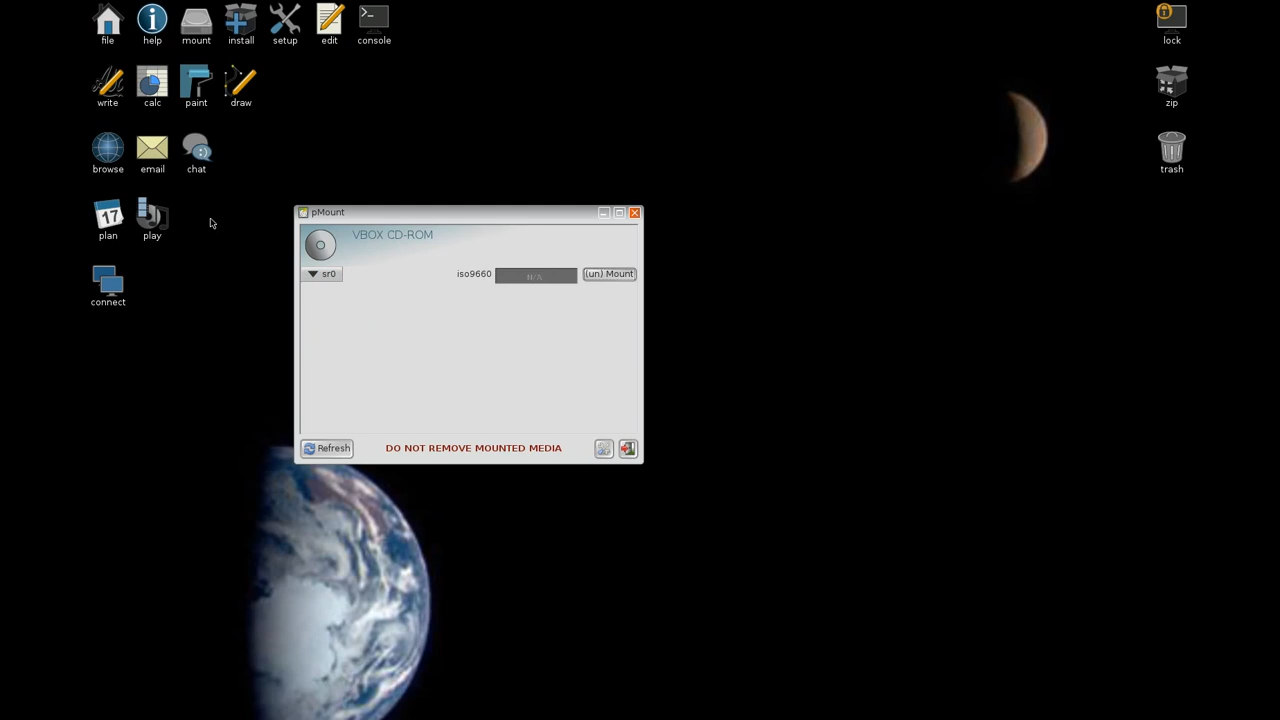 file help mount install setup edit console lock
write calc paint draw zip
browse email chat trash
17
plan play
connect
pMount
VBOX CD-ROM
sr0 iso9660 N/A (un) Mount
Refresh DO NOT REMOVE MOUNTED MEDIA